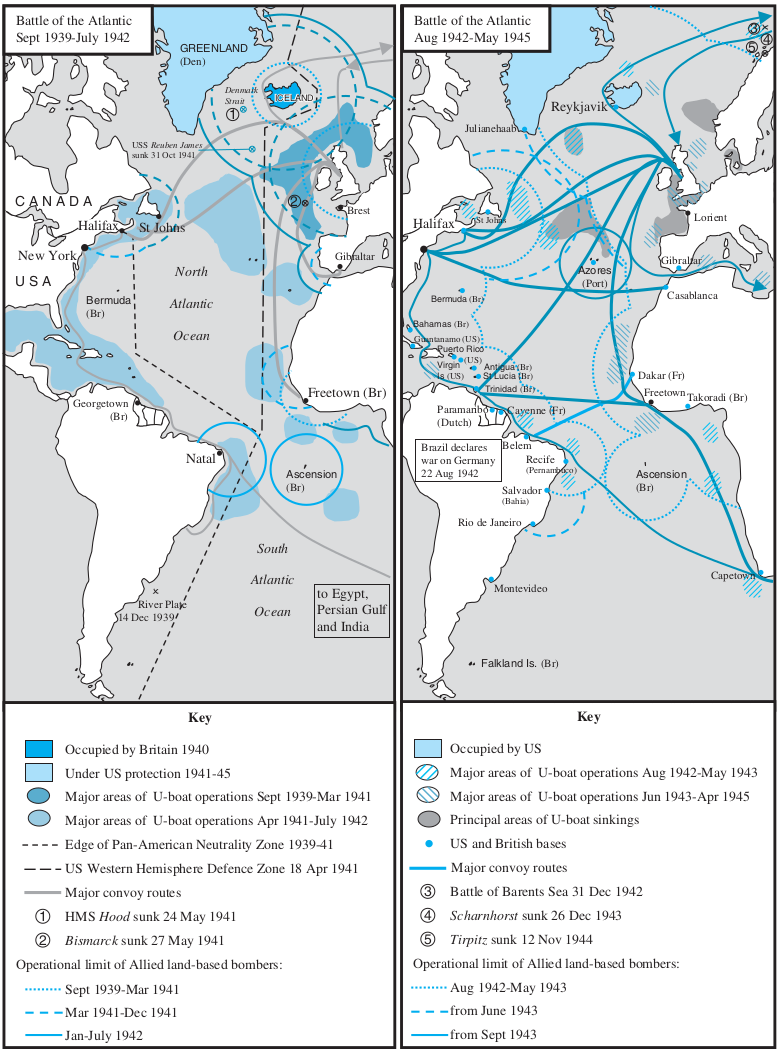 Battle of the Atlantic
Sept 1939-July 1942
GREENLAND
(Den)
Denmark
Strait
1
ICELAND
USS Reuben James
sunk 31 Oct 1941
2
CANADA
Brest
Halifax
St Johns
New York
Gibraltar
USA
North
Atlantic
Ocean
Bermuda
(Br)
Freetown (Br)
Georgetown
(Br)
Natal
Ascension
(Br)
South
Atlantic
Ocean
to Egypt,
Persian Gulf
and India
River Plate
14 Dec 1939
Key
Occupied by Britain 1940
Under US protection 1941-45
Major areas of U-boat operations Sept 1939-Mar 1941
Major areas of U-boat operations Apr 1941-July 1942
Edge of Pan-American Neutrality Zone 1939-41
US Western Hemisphere Defence Zone 18 Apr 1941
Major convoy routes
1 HMS Hood sunk 24 May 1941
2 Bismarck sunk 27 May 1941
Operational limit of Allied land-based bombers:
Sept 1939-Mar 1941
Mar 1941-Dec 1941
Jan-July 1942
Battle of the Atlantic
Aug 1942-May 1945
3
4
5
Reykjavik
Julianehaab
St Johns
Halifax
Lorient
Gibraltar
Azores
(Port)
Casablanca
Bermuda (Br)
Bahamas (Br)
Guantanamo (US)
Puerto Rico
(US)
Virgin
Is (US)
Antigua (Br)
St Lucia (Br)
Trinidad (Br)
Dakar (Fr)
Freetown
Takoradi (Br)
Paramaribo
(Dutch)
Cayenne (Fr)
Belem
Brazil declares
war on Germany
22 Aug 1942
Recife
(Pernambuco)
Ascension
(Br)
Salvador
(Bahia)
Rio de Janeiro
Capetown
Montevideo
Falkland Is. (Br)
Key
Occupied by US
Major areas of U-boat operations Aug 1942-May 1943
Major areas of U-boat operations Jun 1943-Apr 1945
Principal areas of U-boat sinkings
US and British bases
Major convoy routes
3 Battle of Barents Sea 31 Dec 1942
4 Scharnhorst sunk 26 Dec 1943
5 Tirpitz sunk 12 Nov 1944
Operational limit of Allied land-based bombers:
Aug 1942-May 1943
from June 1943
from Sept 1943